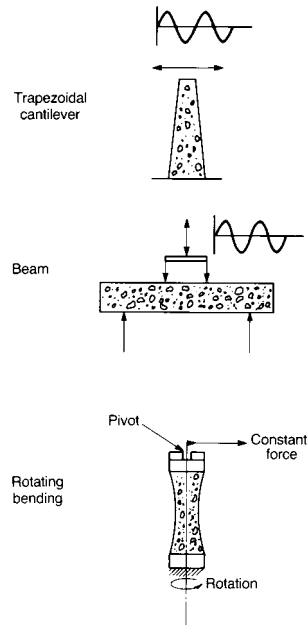 Trapezoidal
cantilever
Beam
Pivot
Constant
force
Rotating
bending
Rotation